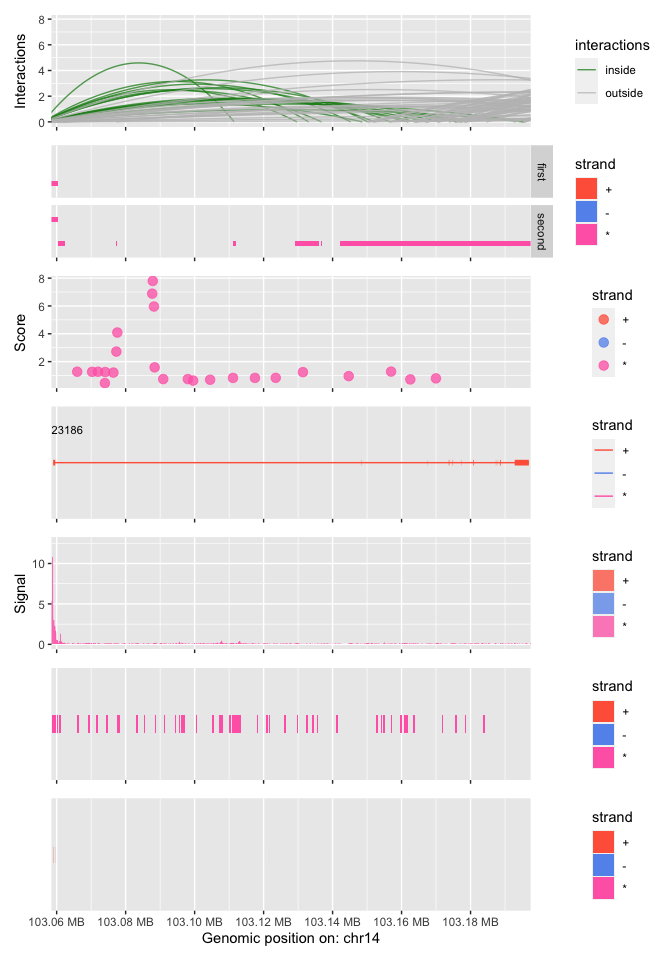 Interactions
8
6
4
2
0
interactions
inside
outside
first
second
strand
+
-
*
Score
8
6
4
2
strand
+
-
*
23186
strand
+
-
*
Signal
10
5
0
strand
+
-
*
strand
+
-
*
strand
+
-
*
103.06 MB 103.08 MB 103.10 MB 103.12 MB 103.14 MB 103.16 MB 103.18 MB
Genomic position on: chr14